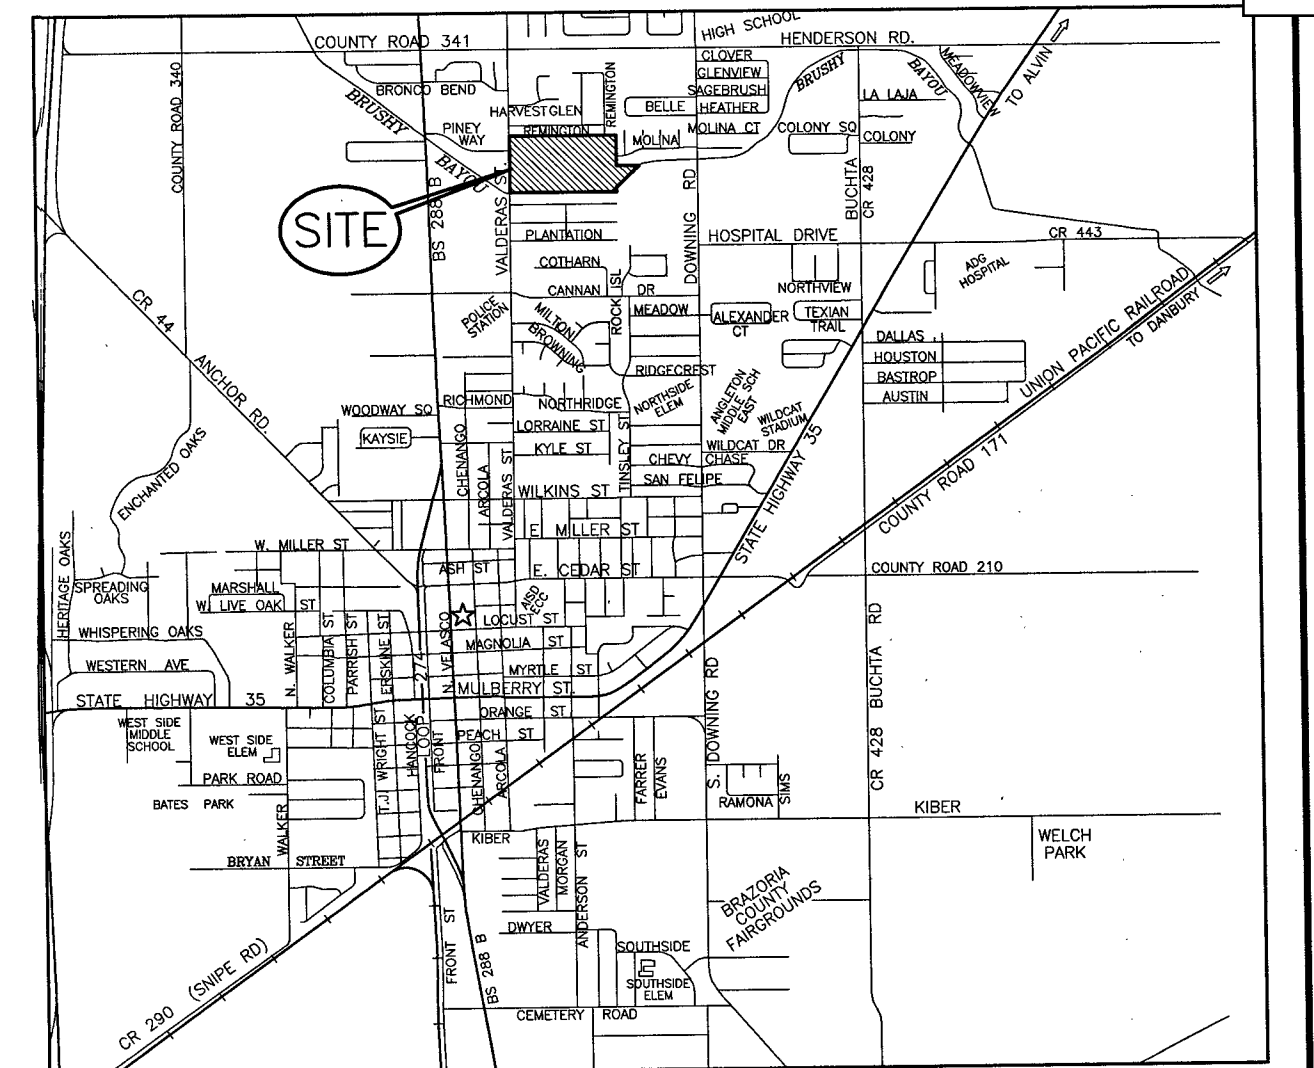 HIGH SCHOOL
COUNTY ROAD 341
HENDERSON RD.
COUNTY ROAD 340
CLOVER
GLENVIEW
SAGEBRUSH
HEATHER
BRUSHY
BAYOU
MEADOWVIEW
TO ALVIN
BRONCO BEND
HARVESTGLEN
REMINGTON
BELLE
LA LAJA
BRUSHY
BAYOU
PINEY
WAY
REMINGTON
MOLINA
MOLINA CT
COLONY SQ
COLONY
SITE
BS 288 B
VALDERAS ST.
DOWNING RD
BUCHTA
CR 428
PLANTATION
HOSPITAL DRIVE
CR 443
COTHARN
ROCK ISL
CANNAN DR
NORTHVIEW
ADG
HOSPITAL
UNION PACIFIC RAILROAD
TO DANBURY
CR 44
POLICE
STATION
MILTON
BROWNING
MEADOW
ALEXANDER
CT
TEXIAN
TRAIL
DALLAS
HOUSTON
BASTROP
AUSTIN
ANCHOR RD.
RIDGECREST
RICHMOND
NORTHRIDGE
NORTHSIDE
ELEM
ANGLETON
MIDDLE SCH
EAST
WILDCAT
STADIUM
WOODWAY SQ
KAYSIE
LORRAINE ST
KYLE ST
TINSLEY ST
WILDCAT DR
CHEVY CHASE
SAN FELIPE
STATE HIGHWAY 35
COUNTY ROAD 171
ENCHANTED OAKS
CHENANGO
ARCOLA
VALDERAS ST
WILKINS ST
E MILLER ST
W. MILLER ST
HERITAGE OAKS
ASH ST
E. CEDAR ST
COUNTY ROAD 210
SPREADING
OAKS
MARSHALL
W. LIVE OAK ST
AISD
ECC
LOCUST ST
WHISPERING OAKS
N. WALKER
COLUMBIA ST
PARRISH ST
ERSKINE ST
LOOP 274
N. VELASCO
MAGNOLIA ST
WESTERN AVE
MYRTLE ST
MULBERRY ST.
STATE HIGHWAY 35
ORANGE ST
PEACH ST
WEST SIDE
MIDDLE
SCHOOL
WEST SIDE
ELEM
PARK ROAD
BATES PARK
WALKER
T.J. WRIGHT ST
HANCOCK
FRONT
CHENANGO
ARCOLA
FARRER
EVANS
S. DOWNING RD
RAMONA
SIMS
CR 428 BUCHTA RD
KIBER
KIBER
WELCH
PARK
BRYAN STREET
VALDERAS
MORGAN
ANDERSON ST
BRAZORIA
COUNTY
FAIRGROUNDS
CR 290 (SNIPE RD)
FRONT ST
BS 288 B
DWYER
SOUTHSIDE
SOUTHSIDE
ELEM
CEMETERY ROAD